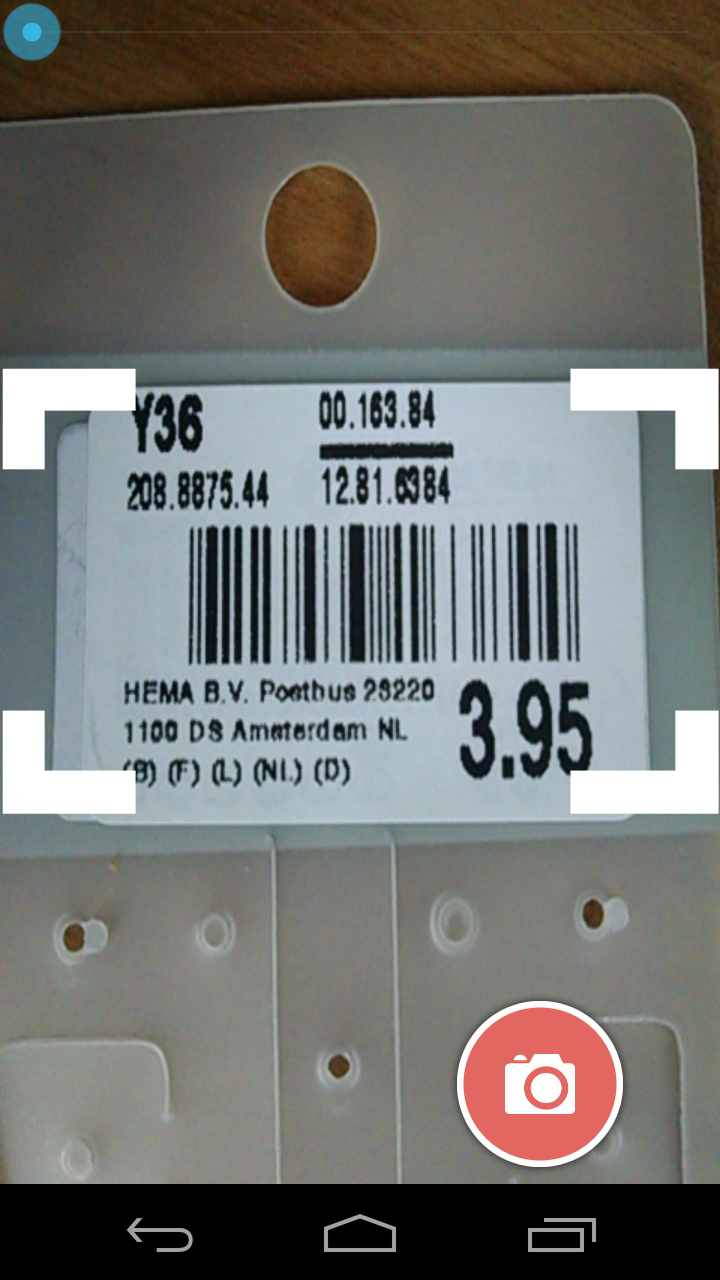 Y36 00.163.84
208.8875.44 12.81.6384
HEMA B.V. Postbus 23220
1100 DS Amsterdam NL
(B) (F) (L) (NL) (D)
3.95